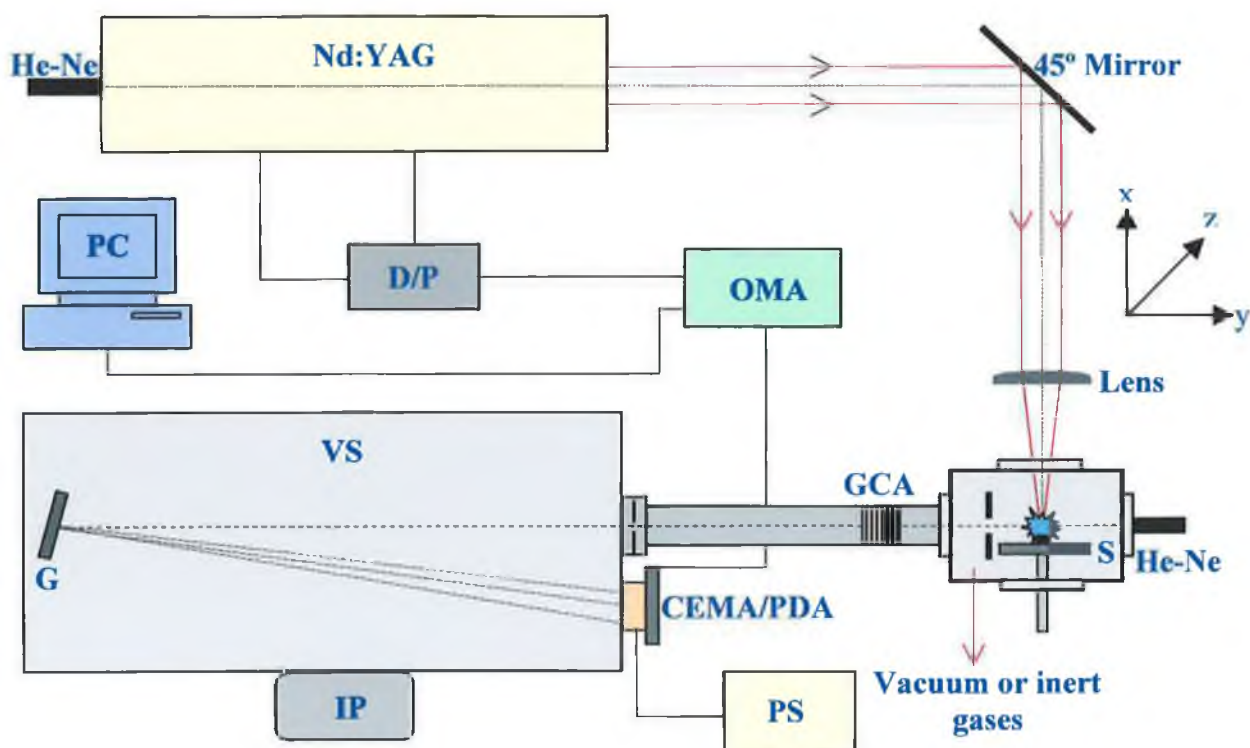 He-Ne
Nd:YAG
45º Mirror
PC
D/P
OMA
x
z
y
Lens
VS
GCA
G
S
He-Ne
CEMA/PDA
IP
PS
Vacuum or inert
gases